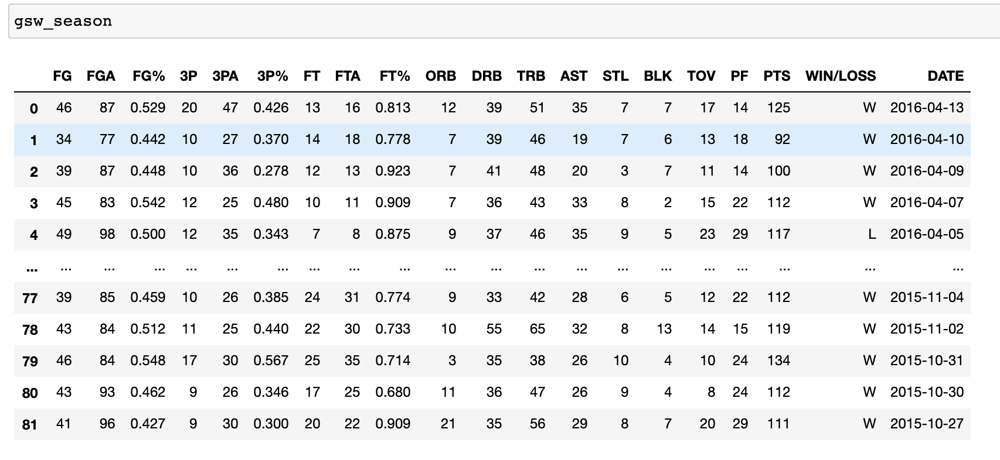 gsw_season
FG FGA FG% 3P 3PA 3P% FT FTA FT% ORB DRB TRB AST STL BLK TOV PF PTS WIN/LOSS DATE
0 46 87 0.529 20 47 0.426 13 16 0.813 12 39 51 35 7 7 17 14 125 W 2016-04-13
1 34 77 0.442 10 27 0.370 14 18 0.778 7 39 46 19 7 6 13 18 92 W 2016-04-10
2 39 87 0.448 10 36 0.278 12 13 0.923 7 41 48 20 3 7 11 14 100 W 2016-04-09
3 45 83 0.542 12 25 0.480 10 11 0.909 7 36 43 33 8 2 15 22 112 W 2016-04-07
4 49 98 0.500 12 35 0.343 7 8 0.875 9 37 46 35 9 5 23 29 117 L 2016-04-05
... ... ... ... ... ... ... ... ... ... ... ... ... ... ... ... ... ... ... ... ...
77 39 85 0.459 10 26 0.385 24 31 0.774 9 33 42 28 6 5 12 22 112 W 2015-11-04
78 43 84 0.512 11 25 0.440 22 30 0.733 10 55 65 32 8 13 14 15 119 W 2015-11-02
79 46 84 0.548 17 30 0.567 25 35 0.714 3 35 38 26 10 4 10 24 134 W 2015-10-31
80 43 93 0.462 9 26 0.346 17 25 0.680 11 36 47 26 9 4 8 24 112 W 2015-10-30
81 41 96 0.427 9 30 0.300 20 22 0.909 21 35 56 29 8 7 20 29 111 W 2015-10-27